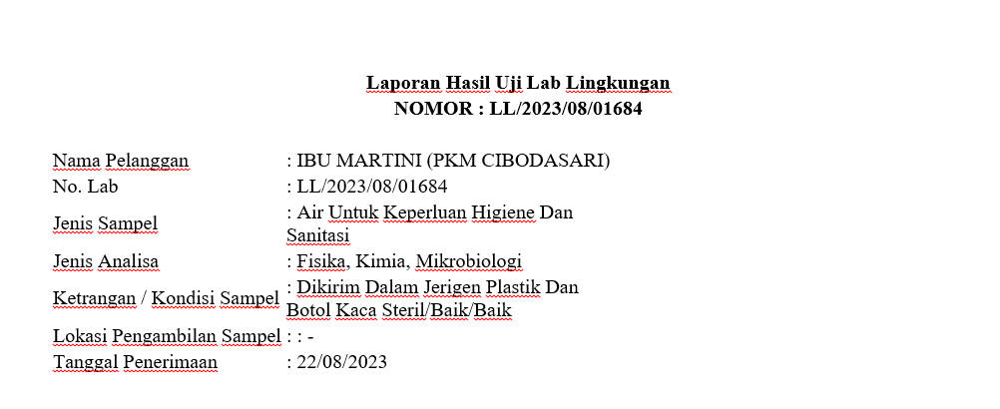 Laporan Hasil Uji Lab Lingkungan
NOMOR : LL/2023/08/01684
Nama Pelanggan : IBU MARTINI (PKM CIBODASARI)
No. Lab : LL/2023/08/01684
Jenis Sampel : Air Untuk Keperluan Higiene Dan
Sanitasi
Jenis Analisa : Fisika, Kimia, Mikrobiologi
Ketrangan / Kondisi Sampel : Dikirim Dalam Jerigen Plastik Dan
Botol Kaca Steril/Baik/Baik
Lokasi Pengambilan Sampel : : -
Tanggal Penerimaan : 22/08/2023